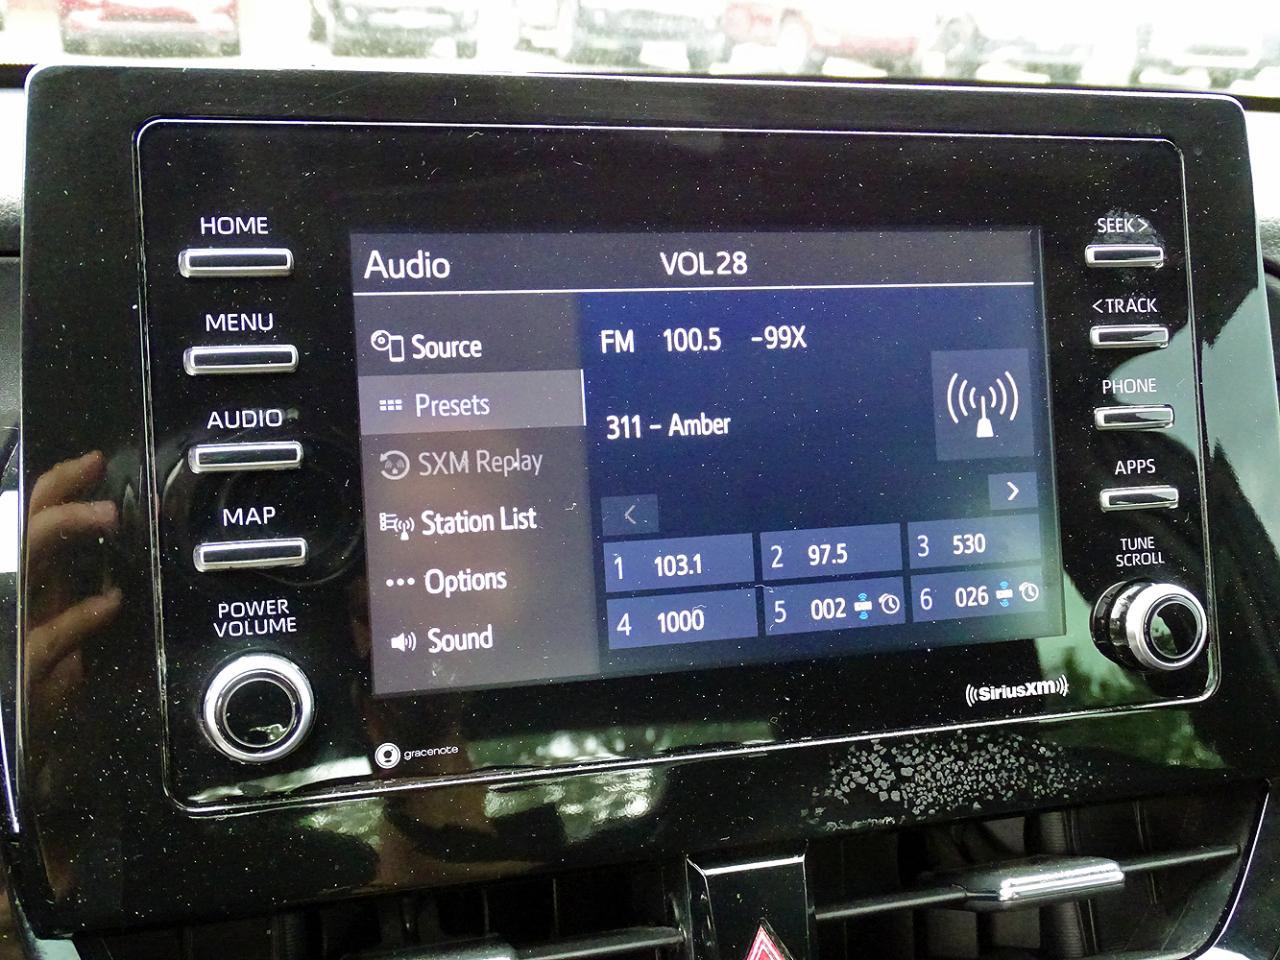 HOME
MENU
AUDIO
MAP
POWER
VOLUME
Audio VOL28
Source
Presets
SXM Replay
Station List
Options
Sound
FM 100.5 -99X
311 - Amber
< >
1 103.1 2 97.5 3 530
4 1000 5 002 6 026
SEEK >
< TRACK
PHONE
APPS
TUNE
SCROLL
gracenote
((SiriusXM))